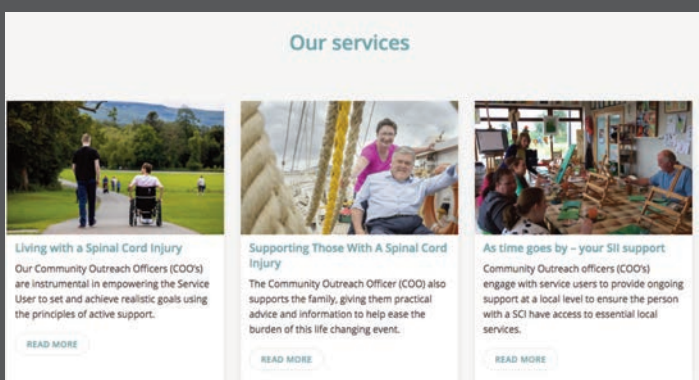 Our services
Living with a Spinal Cord Injury
Our Community Outreach Officers (COO's)
are instrumental in empowering the Service
User to set and achieve realistic goals using
the principles of active support.
READ MORE
Supporting Those With A Spinal Cord
Injury
The Community Outreach Officer (COO) also
supports the family, giving them practical
advice and information to help ease the
burden of this life changing event.
READ MORE
As time goes by – your SII support
Community Outreach officers (COO's)
engage with service users to provide ongoing
support at a local level to ensure the person
with a SCI have access to essential local
services.
READ MORE